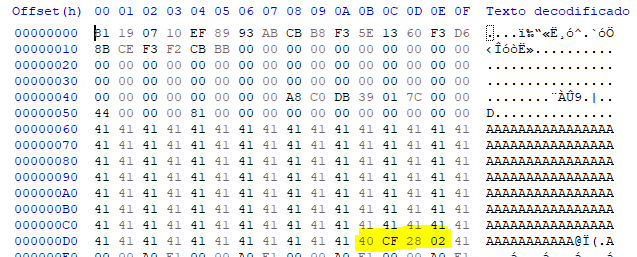 Offset(h) 00 01 02 03 04 05 06 07 08 09 0A 0B 0C 0D 0E 0F Texto decodificado
00000000 81 19 07 10 EF 89 93 AB CB B8 F3 5E 13 60 F3 D6 ....ï‰“«Ë¸ó^.`óÖ
00000010 8B CE F3 F2 CB BB 00 00 00 00 00 00 00 00 00 00 ‹ÎóòË»..........
00000020 00 00 00 00 00 00 00 00 00 00 00 00 00 00 00 00 ................
00000030 00 00 00 00 00 00 00 00 00 00 00 00 00 00 00 00 ................
00000040 00 00 00 00 00 00 00 00 A8 C0 DB 39 01 7C 00 00 ........¨ÀÛ9.|..
00000050 44 00 00 00 81 00 00 00 00 00 00 00 00 00 00 00 D...............
00000060 41 41 41 41 41 41 41 41 41 41 41 41 41 41 41 41 AAAAAAAAAAAAAAAA
00000070 41 41 41 41 41 41 41 41 41 41 41 41 41 41 41 41 AAAAAAAAAAAAAAAA
00000080 41 41 41 41 41 41 41 41 41 41 41 41 41 41 41 41 AAAAAAAAAAAAAAAA
00000090 41 41 41 41 41 41 41 41 41 41 41 41 41 41 41 41 AAAAAAAAAAAAAAAA
000000A0 41 41 41 41 41 41 41 41 41 41 41 41 41 41 41 41 AAAAAAAAAAAAAAAA
000000B0 41 41 41 41 41 41 41 41 41 41 41 41 41 41 41 41 AAAAAAAAAAAAAAAA
000000C0 41 41 41 41 41 41 41 41 41 41 41 41 41 41 41 41 AAAAAAAAAAAAAAAA
000000D0 41 41 41 41 41 41 41 41 41 41 41 40 CF 28 02 41 AAAAAAAAAAA@Ï(.A